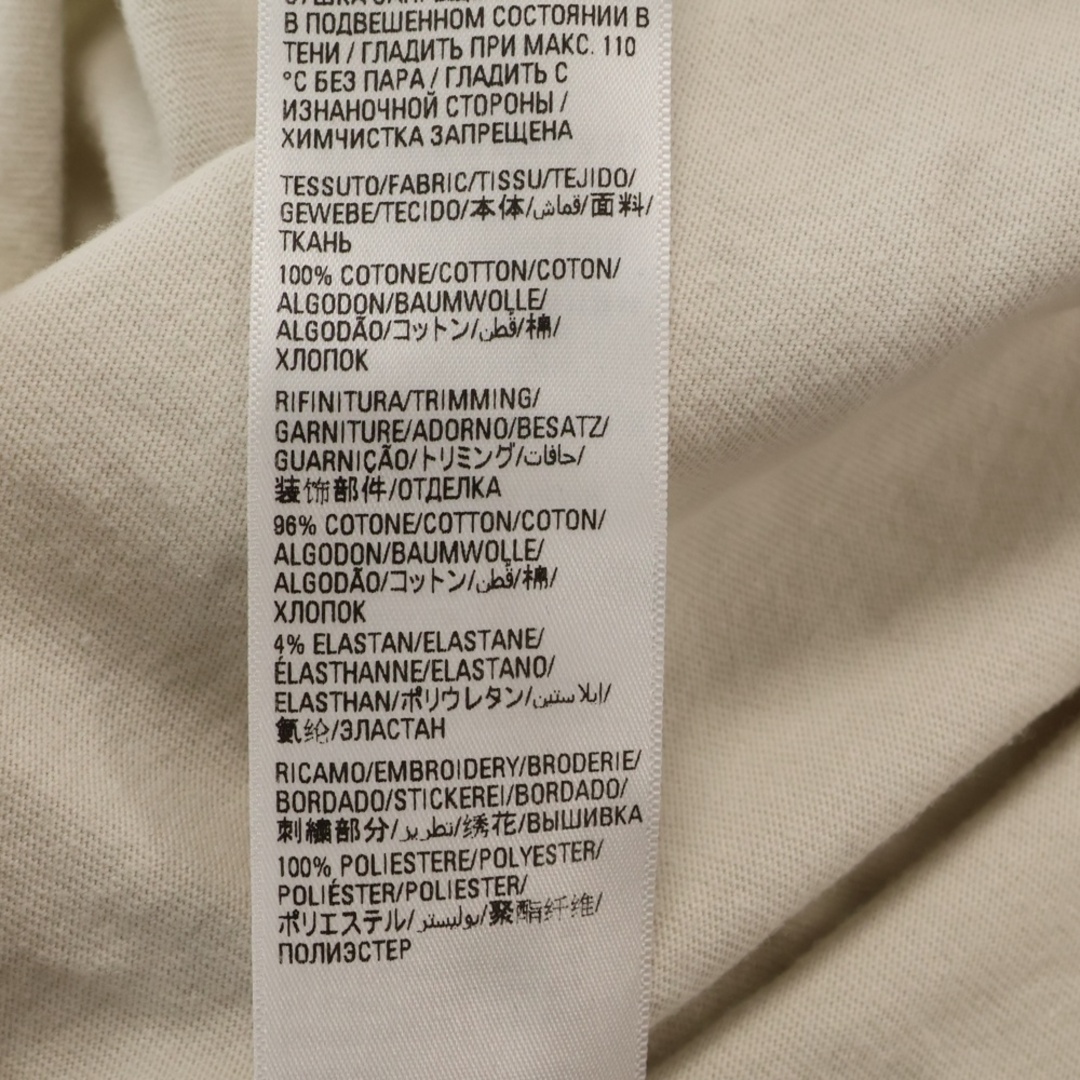 В ПОДВЕШЕННОМ СОСТОЯНИИ В
ТЕНИ / ГЛАДИТЬ ПРИ МАКС. 110
°C БЕЗ ПАРА / ГЛАДИТЬ С
ИЗНАНОЧНОЙ СТОРОНЫ /
ХИМЧИСТКА ЗАПРЕЩЕНА
TESSUTO/FABRIC/TISSU/TEJIDO/
GEWEBE/TECIDO/本体/قماش/面料/
ТКАНЬ
100% COTONE/COTTON/COTON/
ALGODON/BAUMWOLLE/
ALGODÃO/コットン/قطن/棉/
ХЛОПОК
RIFINITURA/TRIMMING/
GARNITURE/ADORNO/BESATZ/
GUARNIÇÃO/トリミング/حافات/
装饰部件/ОТДЕЛКА
96% COTONE/COTTON/COTON/
ALGODON/BAUMWOLLE/
ALGODÃO/コットン/قطن/棉/
ХЛОПОК
4% ELASTAN/ELASTANE/
ÉLASTHANNE/ELASTANO/
ELASTHAN/ポリウレタン/إيلاستين/
氨纶/ЭЛАСТАН
RICAMO/EMBROIDERY/BRODERIE/
BORDADO/STICKEREI/BORDADO/
刺繍部分/تطريز/绣花/ВЫШИВКА
100% POLIESTERE/POLYESTER/
POLIÉSTER/POLIESTER/
ポリエステル/بوليستر/聚酯纤维/
ПОЛИЭСТЕР